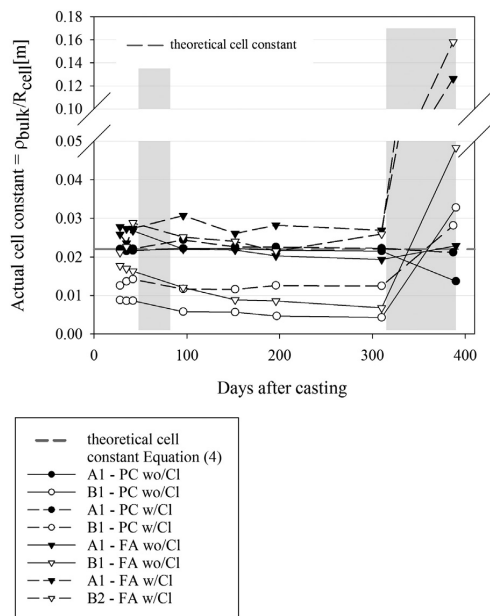 0.18
0.16
0.14
0.12
0.10
0.05
0.04
0.03
0.02
0.01
0.00
theoretical cell constant
Actual cell constant = ρbulk/Rcell[m]
0 100 200 300 400
Days after casting
theoretical cell
constant Equation (4)
A1 - PC wo/Cl
B1 - PC wo/Cl
A1 - PC w/Cl
B1 - PC w/Cl
A1 - FA wo/Cl
B1 - FA wo/Cl
A1 - FA w/Cl
B2 - FA w/Cl